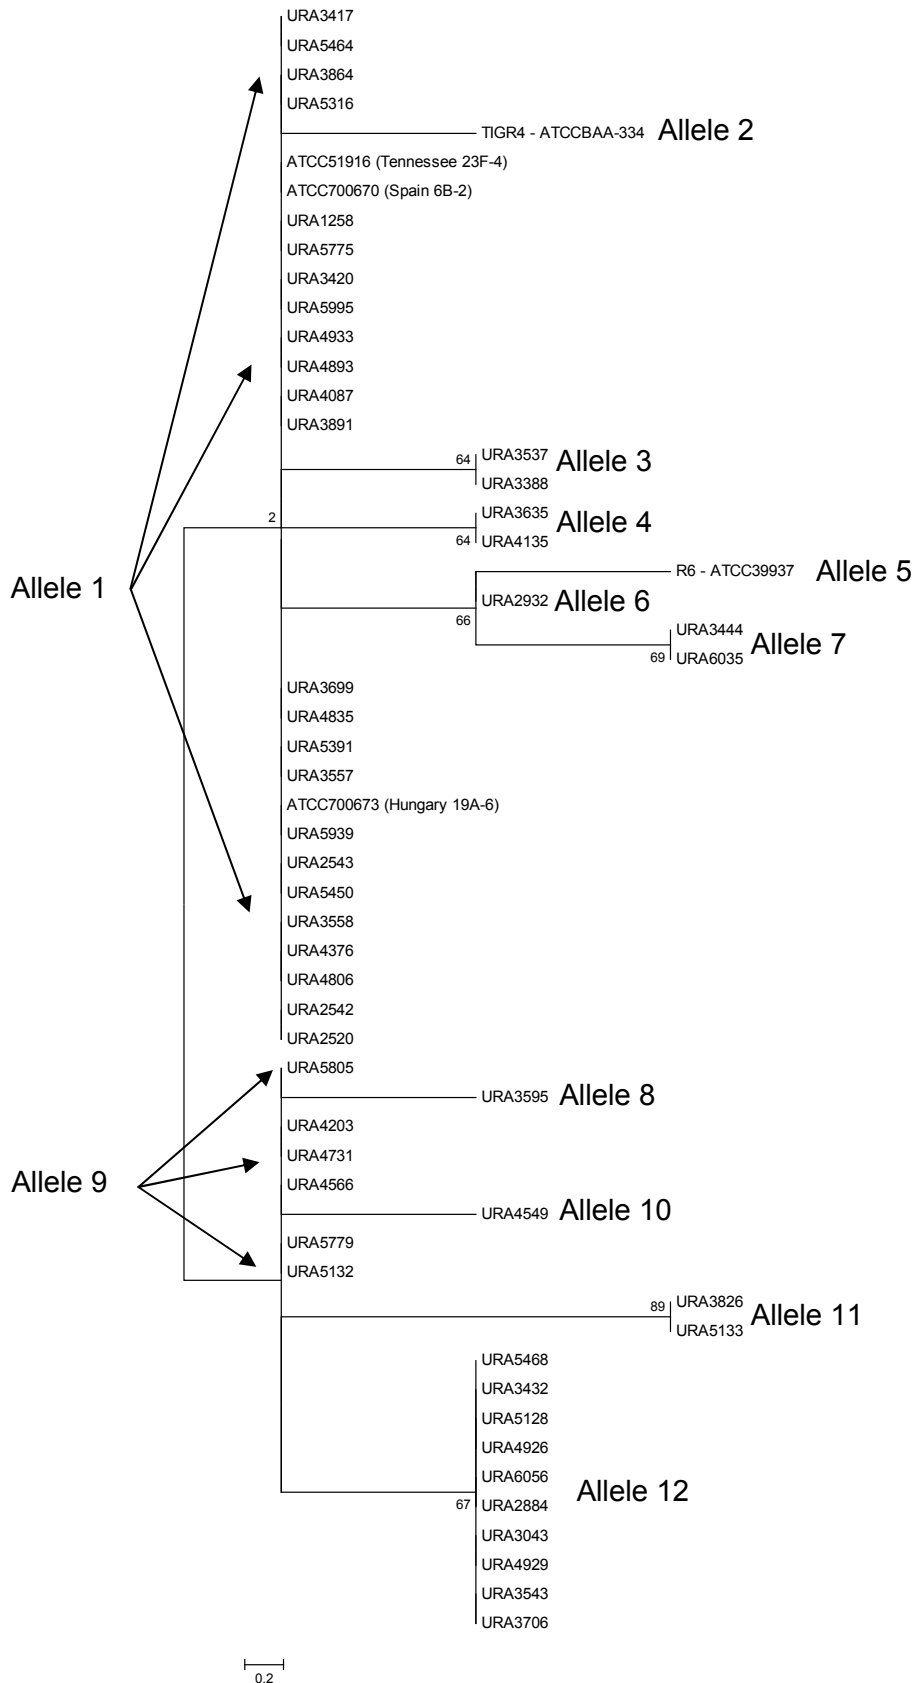 URA3417
URA5464
URA3864
URA5316
TIGR4 - ATCCBAA-334 Allele 2
ATCC51916 (Tennessee 23F-4)
ATCC700670 (Spain 6B-2)
URA1258
URA5775
URA3420
URA5995
URA4933
URA4893
URA4087
URA3891
64 URA3537 Allele 3
URA3388
2
URA3635 Allele 4
64 URA4135
Allele 1
R6 - ATCC39937 Allele 5
URA2932 Allele 6
66
URA3444 Allele 7
69 URA6035
URA3699
URA4835
URA5391
URA3557
ATCC700673 (Hungary 19A-6)
URA5939
URA2543
URA5450
URA3558
URA4376
URA4806
URA2542
URA2520
URA5805
URA3595 Allele 8
URA4203
URA4731
Allele 9
URA4566
URA4549 Allele 10
URA5779
URA5132
89 URA3826 Allele 11
URA5133
URA5468
URA3432
URA5128
URA4926
URA6056
Allele 12
67 URA2884
URA3043
URA4929
URA3543
URA3706
0.2